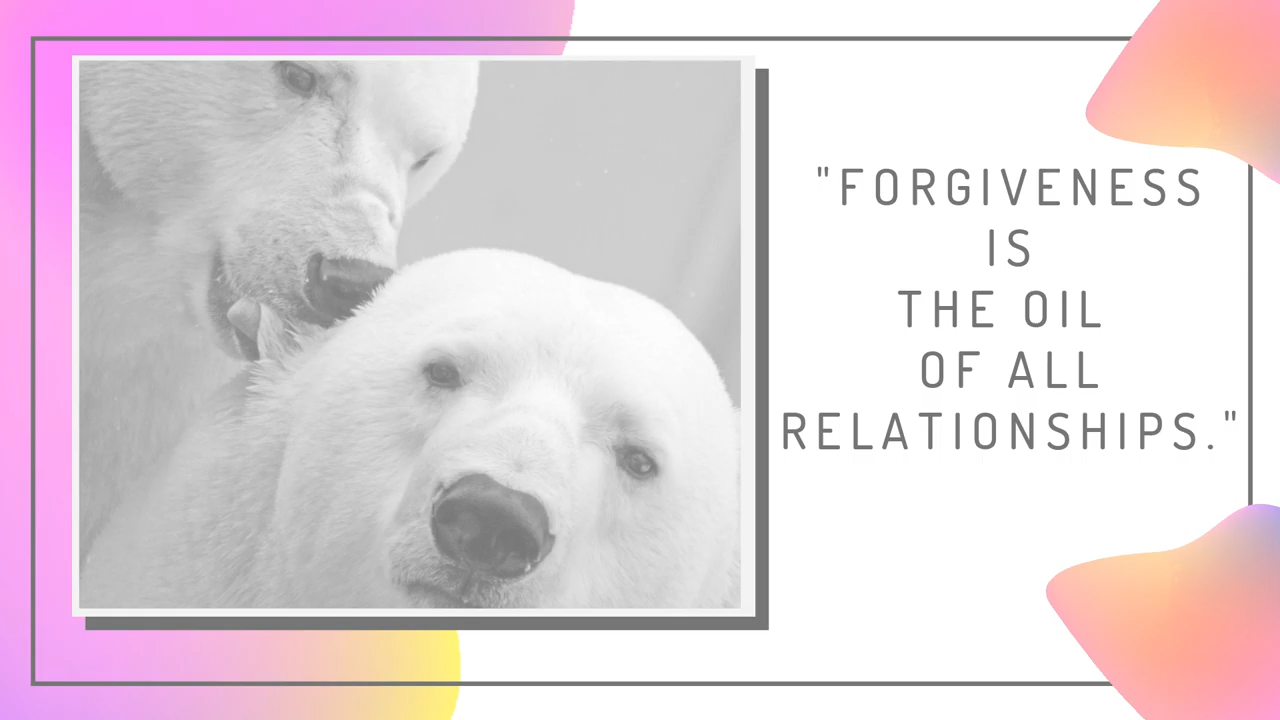 "FORGIVENESS
IS
THE OIL
OF ALL
RELATIONSHIPS."